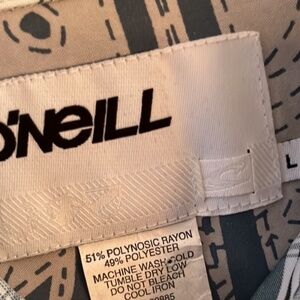 O'NEILL
L
51% POLYNOSIC RAYON
49% POLYESTER
MACHINE WASH COLD
TUMBLE DRY LOW
DO NOT BLEACH
COOL IRON